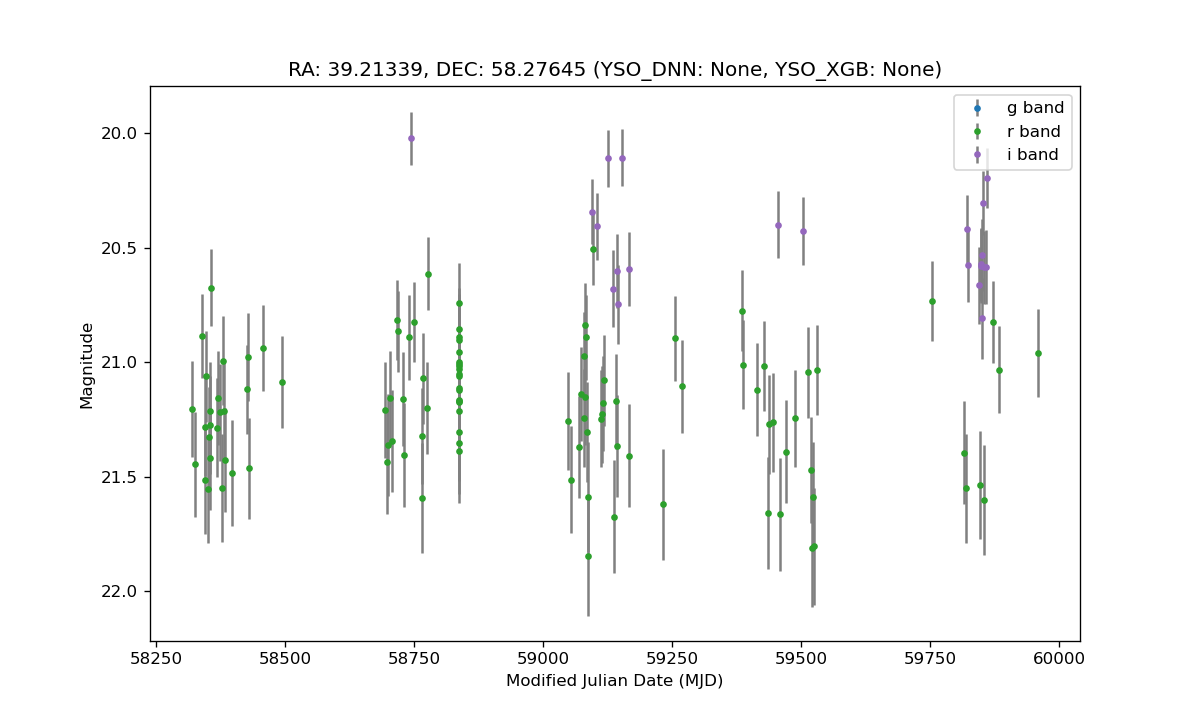 RA: 39.21339, DEC: 58.27645 (YSO_DNN: None, YSO_XGB: None)
g band
r band
i band
20.0
20.5
21.0
21.5
22.0
Magnitude
58250 58500 58750 59000 59250 59500 59750 60000
Modified Julian Date (MJD)